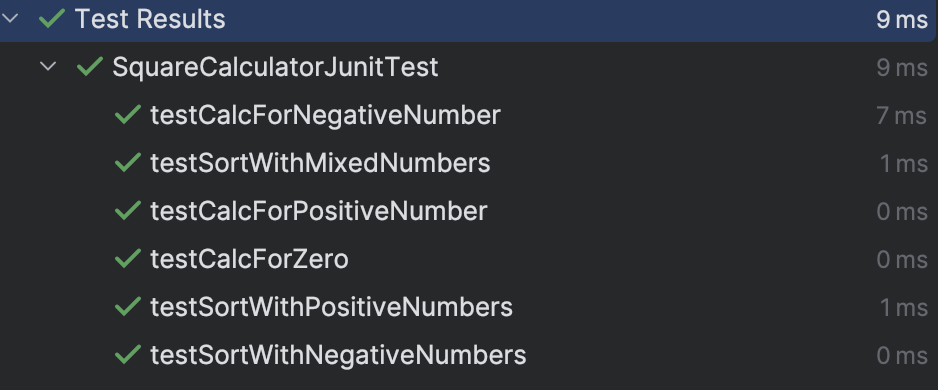 Test Results 9 ms
SquareCalculatorJunitTest 9 ms
testCalcForNegativeNumber 7 ms
testSortWithMixedNumbers 1 ms
testCalcForPositiveNumber 0 ms
testCalcForZero 0 ms
testSortWithPositiveNumbers 1 ms
testSortWithNegativeNumbers 0 ms